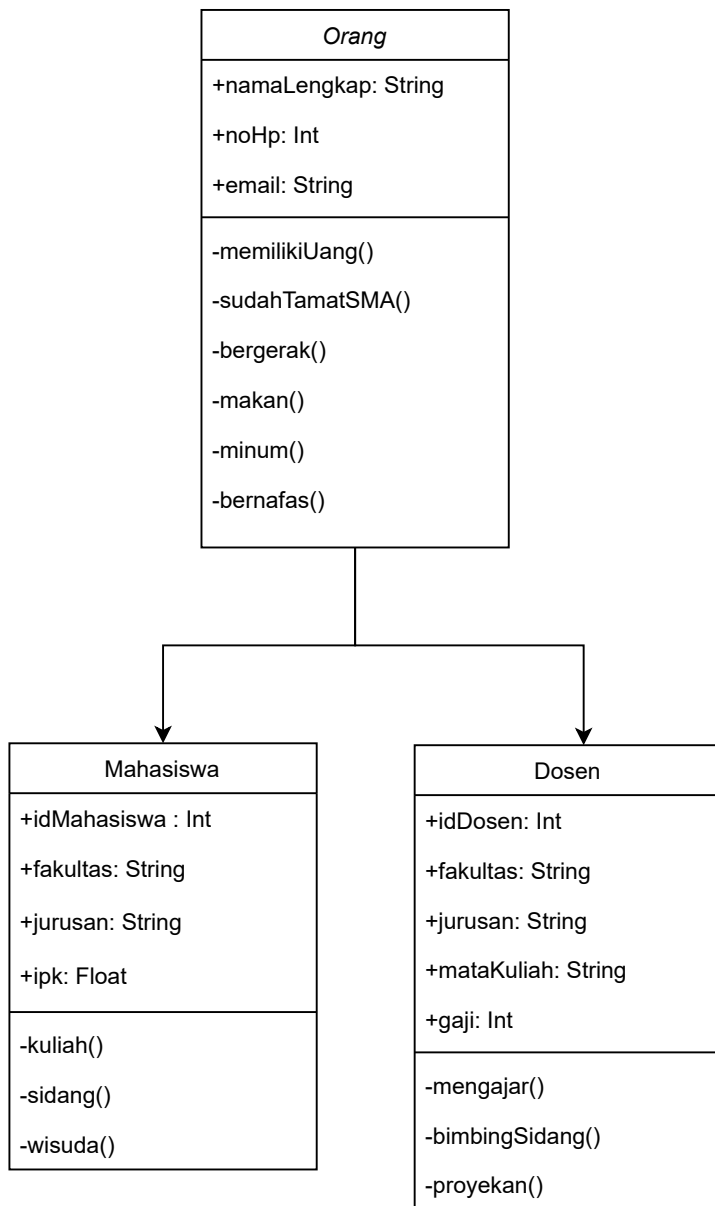 Orang
+namaLengkap: String
+noHp: Int
+email: String
-memilikiUang()
-sudahTamatSMA()
-bergerak()
-makan()
-minum()
-bernafas()
Mahasiswa
+idMahasiswa : Int
+fakultas: String
+jurusan: String
+ipk: Float
-kuliah()
-sidang()
-wisuda()
Dosen
+idDosen: Int
+fakultas: String
+jurusan: String
+mataKuliah: String
+gaji: Int
-mengajar()
-bimbingSidang()
-proyekan()